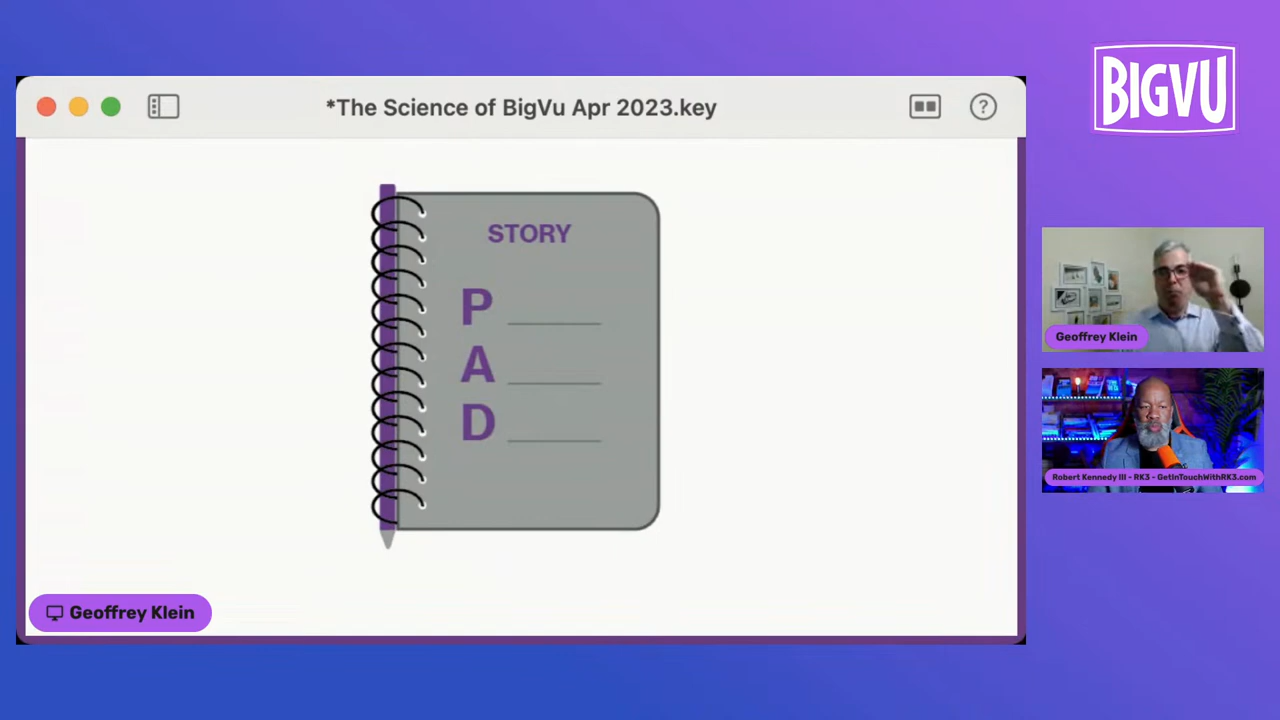 *The Science of BigVu Apr 2023.key
?
BIGVU
STORY
P
A
D
Geoffrey Klein
Robert Kennedy III - RK3 - GetInTouchWithRK3.com
Geoffrey Klein